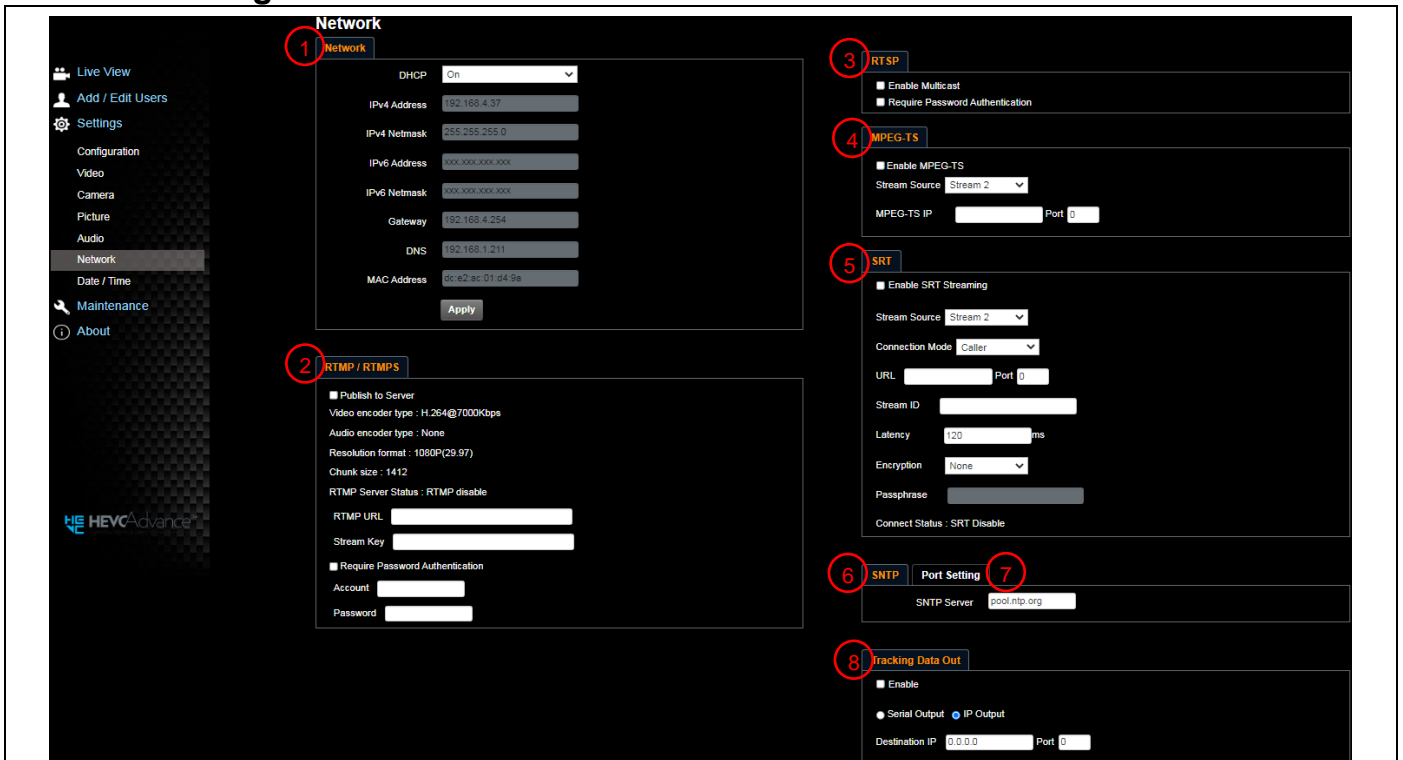 Network
Live View
Add / Edit Users
Settings
Configuration
Video
Camera
Picture
Audio
Network
Date / Time
Maintenance
About
HEVCAdvance
1 Network
DHCP On
IPv4 Address 192.168.4.37
IPv4 Netmask 255.255.255.0
IPv6 Address xxx.xxx.xxx.xxx
IPv6 Netmask xxx.xxx.xxx.xxx
Gateway 192.168.4.254
DNS 192.168.1.211
MAC Address dc:e2:ac:01:d4:9a
Apply
2 RTMP / RTMPS
Publish to Server
Video encoder type : H.264@7000Kbps
Audio encoder type : None
Resolution format : 1080P(29.97)
Chunk size : 1412
RTMP Server Status : RTMP disable
RTMP URL
Stream Key
Require Password Authentication
Account
Password
3 RTSP
Enable Multicast
Require Password Authentication
4 MPEG-TS
Enable MPEG-TS
Stream Source Stream 2
MPEG-TS IP Port 0
5 SRT
Enable SRT Streaming
Stream Source Stream 2
Connection Mode Caller
URL Port 0
Stream ID
Latency 120 ms
Encryption None
Passphrase
Connect Status : SRT Disable
6 SNTP Port Setting 7
SNTP Server pool.ntp.org
8 Tracking Data Out
Enable
Serial Output IP Output
Destination IP 0.0.0.0 Port 0